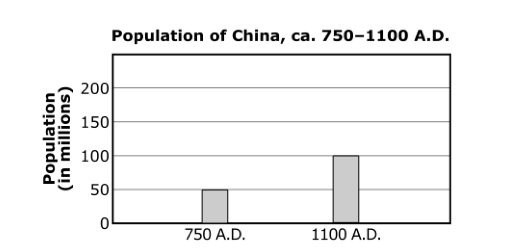 Population of China, ca. 750–1100 A.D.
Population
(in millions)
200
150
100
50
0
750 A.D.
1100 A.D.